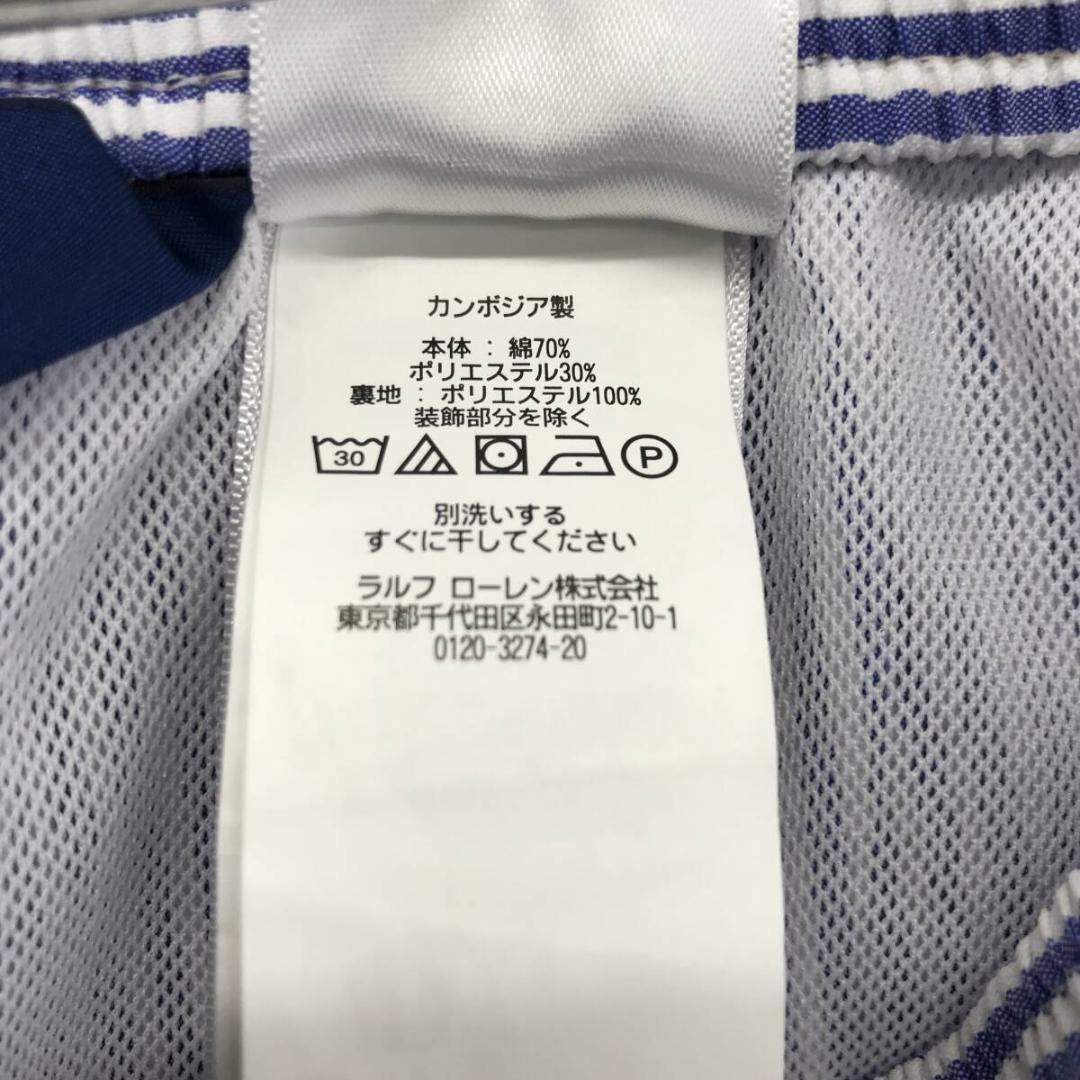 カンボジア製
本体 : 綿70%
ポリエステル30%
裏地 : ポリエステル100%
装飾部分を除く
30 P
別洗いする
すぐに干してください
ラルフ ローレン株式会社
東京都千代田区永田町2-10-1
0120-3274-20